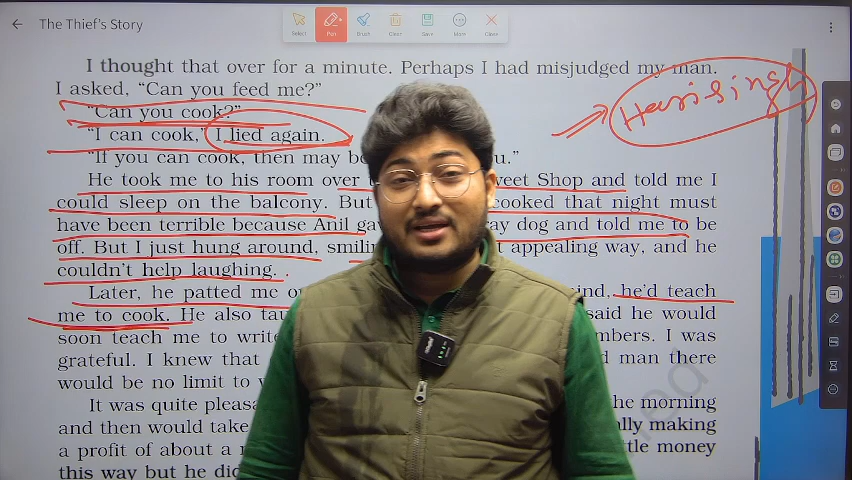 The Thief's Story
Select
Pen
Brush
Clear
Save
More
Close
I thought that over for a minute. Perhaps I had misjudged my man.
I asked, “Can you feed me?”
Harisingh
“Can you cook?”
“I can cook,” I lied again.
“If you can cook, then may be
u.”
He took me to his room over
weet Shop and told me I
could sleep on the balcony. But
cooked that night must
have been terrible because Anil ga
ay dog and told me to be
off. But I just hung around, smilin
appealing way, and he
couldn't help laughing. .
Later, he patted me o
ind, he'd teach
me to cook. He also tau
said he would
soon teach me to write
mbers. I was
grateful. I knew that
d man there
would be no limit to
It was quite pleasa
he morning
and then would take
ally making
a profit of about a
ttle money
this way but he did